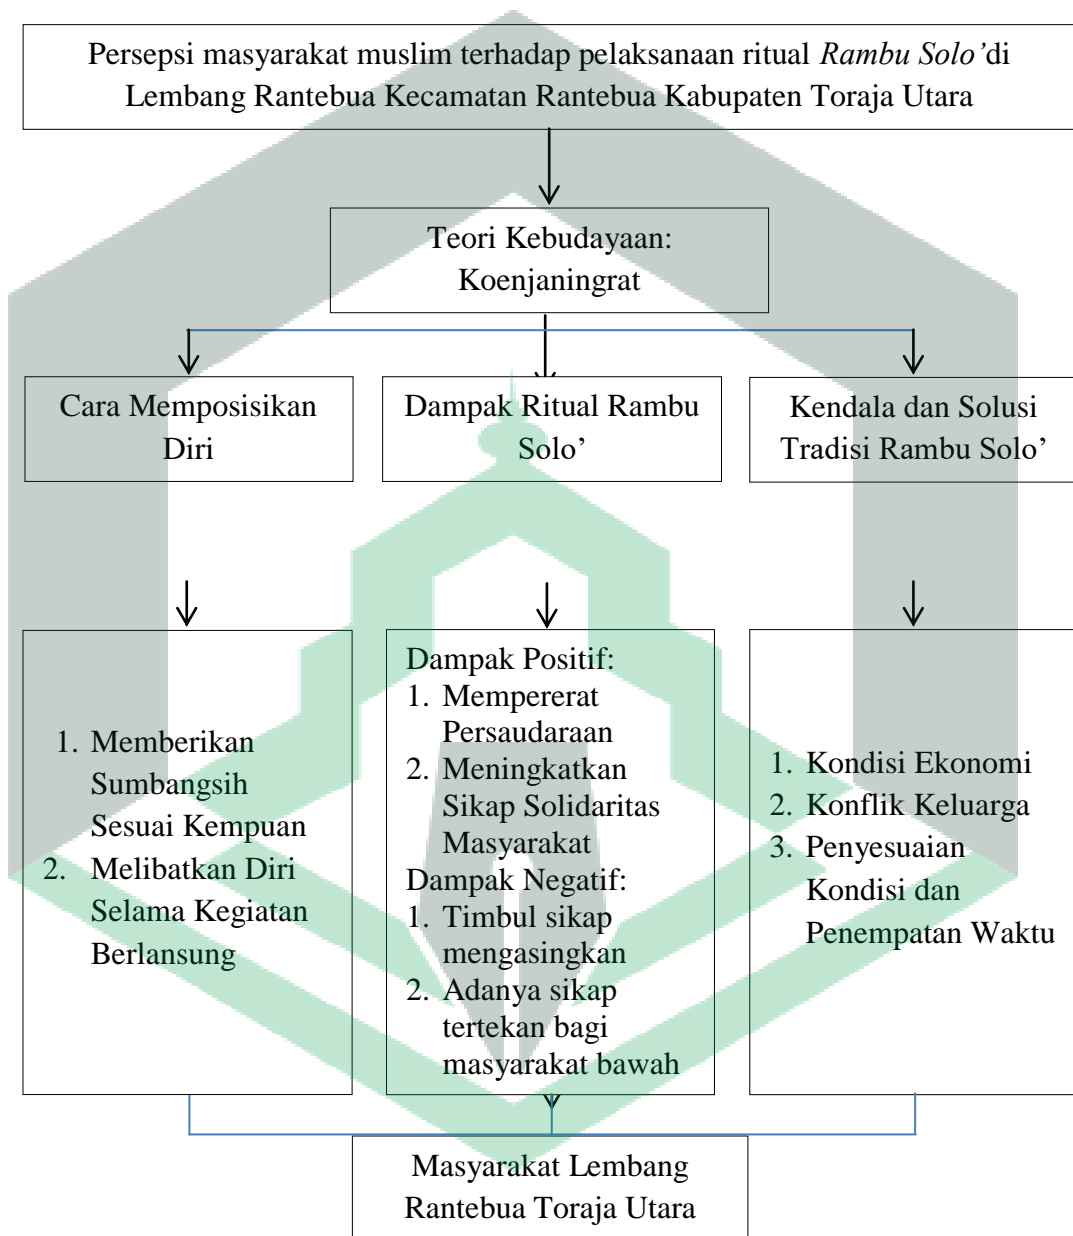 Persepsi masyarakat muslim terhadap pelaksanaan ritual Rambu Solo’di
Lembang Rantebua Kecamatan Rantebua Kabupaten Toraja Utara
Teori Kebudayaan:
Koenjaningrat
Cara Memposisikan
Diri
Dampak Ritual Rambu
Solo’
Kendala dan Solusi
Tradisi Rambu Solo’
1. Memberikan
Sumbangsih
Sesuai Kempuan
2. Melibatkan Diri
Selama Kegiatan
Berlansung
Dampak Positif:
1. Mempererat
Persaudaraan
2. Meningkatkan
Sikap Solidaritas
Masyarakat
Dampak Negatif:
1. Timbul sikap
mengasingkan
2. Adanya sikap
tertekan bagi
masyarakat bawah
1. Kondisi Ekonomi
2. Konflik Keluarga
3. Penyesuaian
Kondisi dan
Penempatan Waktu
Masyarakat Lembang
Rantebua Toraja Utara